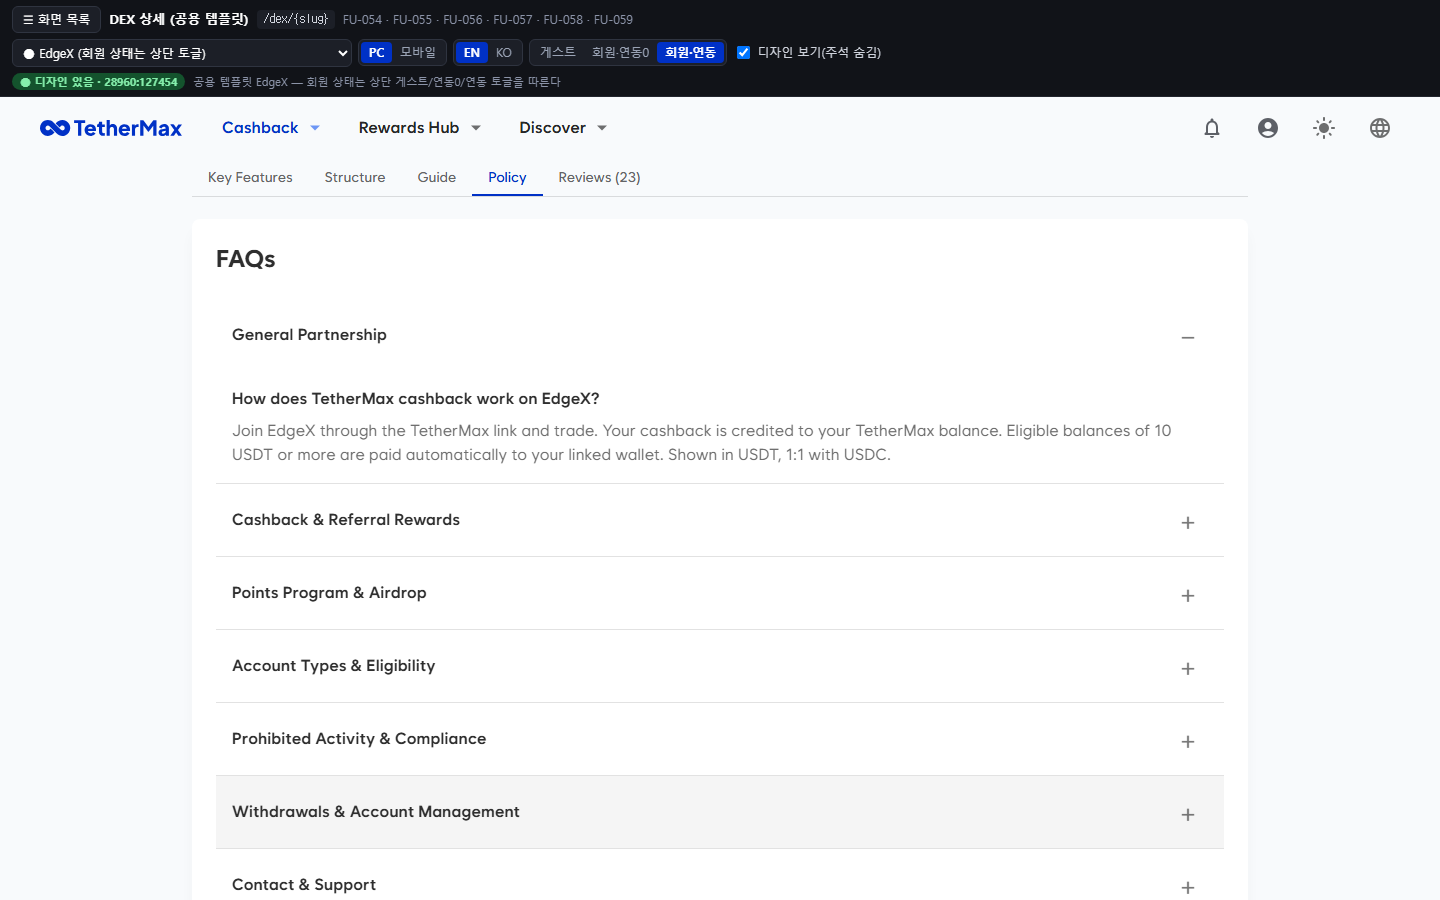 ☰ 화면 목록 DEX 상세 (공용 템플릿) /dex/{slug} FU-054 · FU-055 · FU-056 · FU-057 · FU-058 · FU-059
● EdgeX (회원 상태는 상단 토글) PC 모바일 EN KO 게스트 회원·연동0 회원·연동 디자인 보기(주석 숨김)
● 디자인 있음 · 28960:127454 공용 템플릿 EdgeX — 회원 상태는 상단 게스트/연동0/연동 토글을 따른다
TetherMax Cashback Rewards Hub Discover
Key Features Structure Guide Policy Reviews (23)
FAQs
General Partnership
How does TetherMax cashback work on EdgeX?
Join EdgeX through the TetherMax link and trade. Your cashback is credited to your TetherMax balance. Eligible balances of 10
USDT or more are paid automatically to your linked wallet. Shown in USDT, 1:1 with USDC.
Cashback & Referral Rewards
Points Program & Airdrop
Account Types & Eligibility
Prohibited Activity & Compliance
Withdrawals & Account Management
Contact & Support